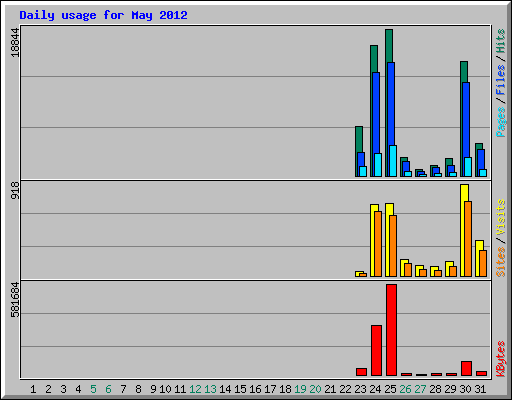 Daily usage for May 2012
18844
Pages/Files/Hits
918
Sites/Visits
581684
KBytes
1 2 3 4 5 6 7 8 9 10 11 12 13 14 15 16 17 18 19 20 21 22 23 24 25 26 27 28 29 30 31